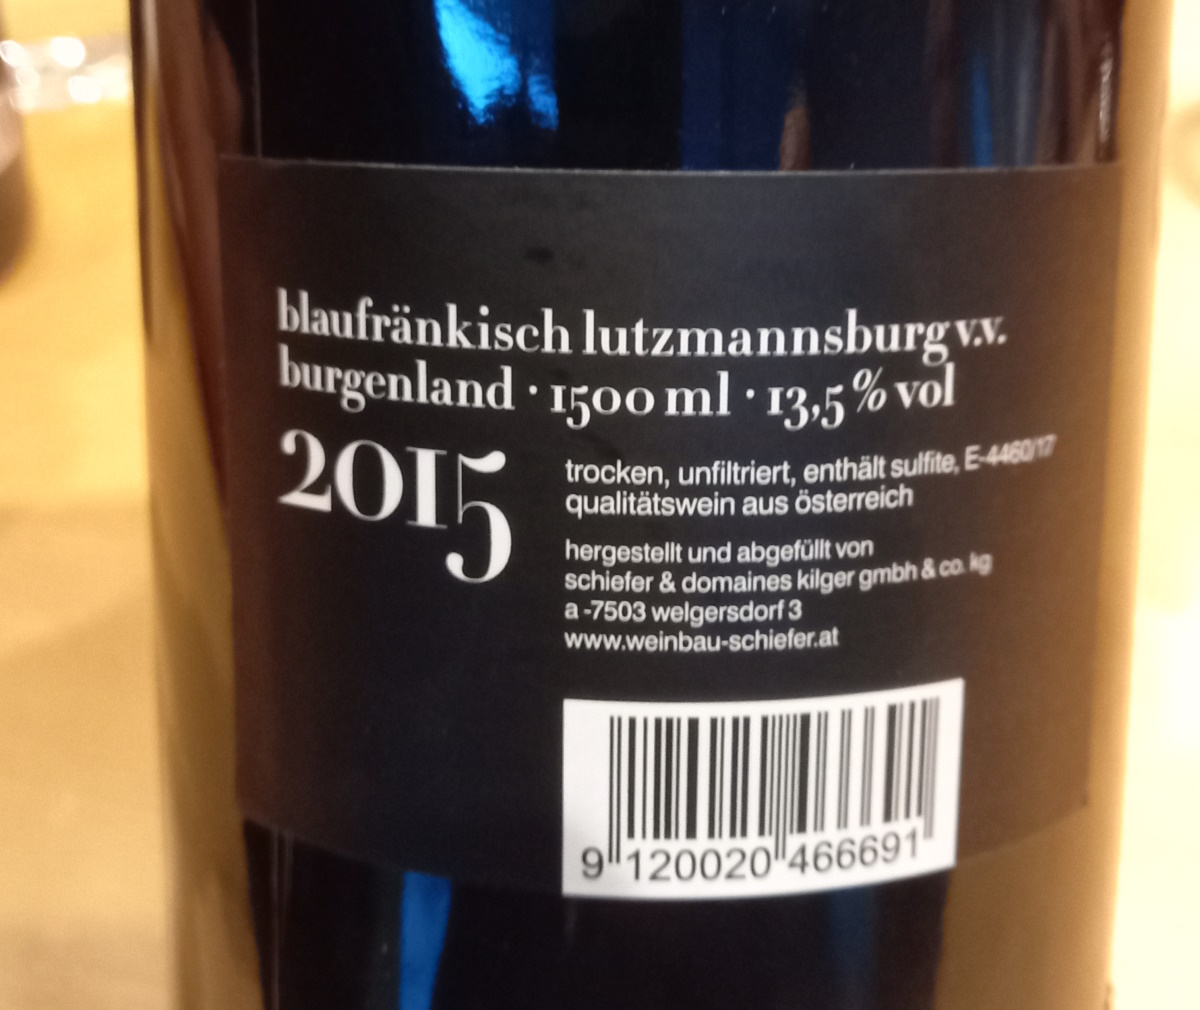 blaufränkisch lutzmannsburg v.v.
burgenland · 1500 ml · 13,5 % vol
2015
trocken, unfiltriert, enthält sulfite, E-4460/17
qualitätswein aus österreich
hergestellt und abgefüllt von
schiefer & domaines kilger gmbh & co. kg
a -7503 welgersdorf 3
www.weinbau-schiefer.at
9 120020 466691